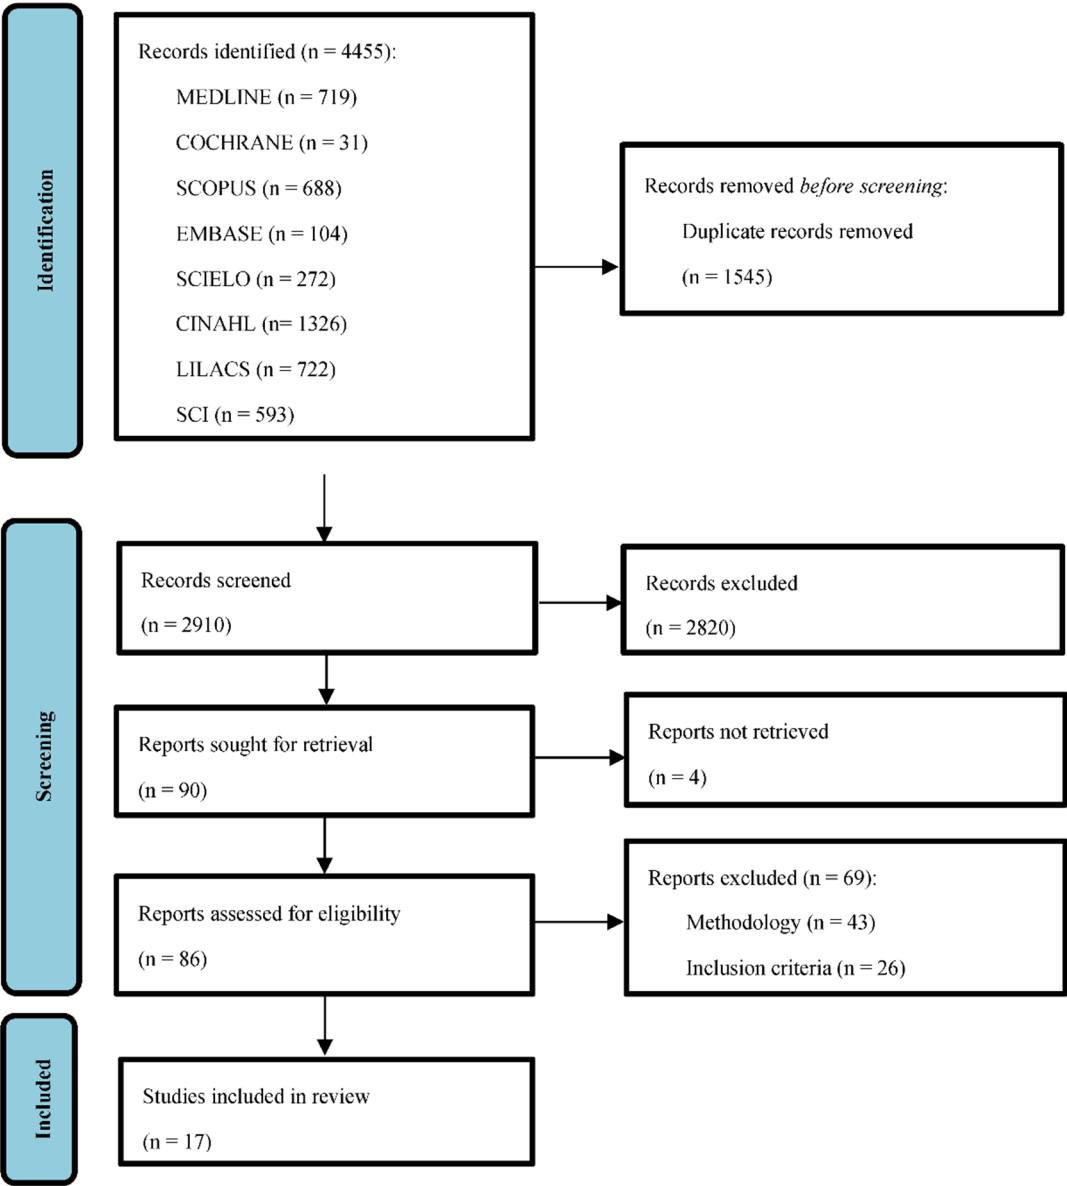 Identification
Records identified (n = 4455):
MEDLINE (n = 719)
COCHRANE (n = 31)
SCOPUS (n = 688)
EMBASE (n = 104)
SCIELO (n = 272)
CINAHL (n= 1326)
LILACS (n = 722)
SCI (n = 593)
Records removed before screening:
Duplicate records removed
(n = 1545)
Screening
Records screened
(n = 2910)
Records excluded
(n = 2820)
Reports sought for retrieval
(n = 90)
Reports not retrieved
(n = 4)
Reports assessed for eligibility
(n = 86)
Reports excluded (n = 69):
Methodology (n = 43)
Inclusion criteria (n = 26)
Included
Studies included in review
(n = 17)